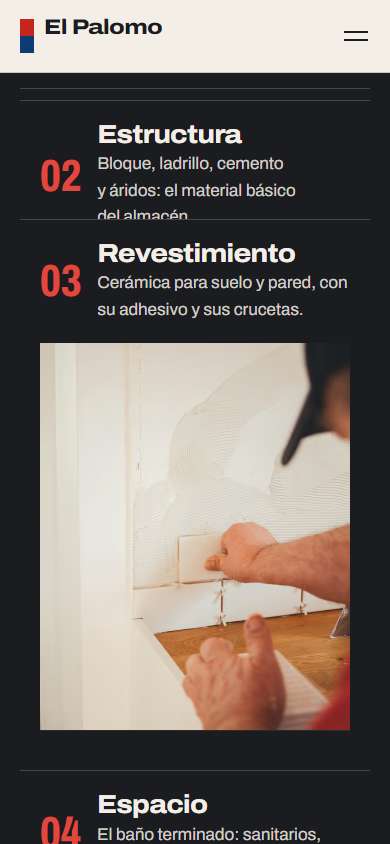 El Palomo
Estructura
02
Bloque, ladrillo, cemento
y áridos: el material básico
del almacén
Revestimiento
03
Cerámica para suelo y pared, con
su adhesivo y sus crucetas.
Espacio
04
El baño terminado: sanitarios,